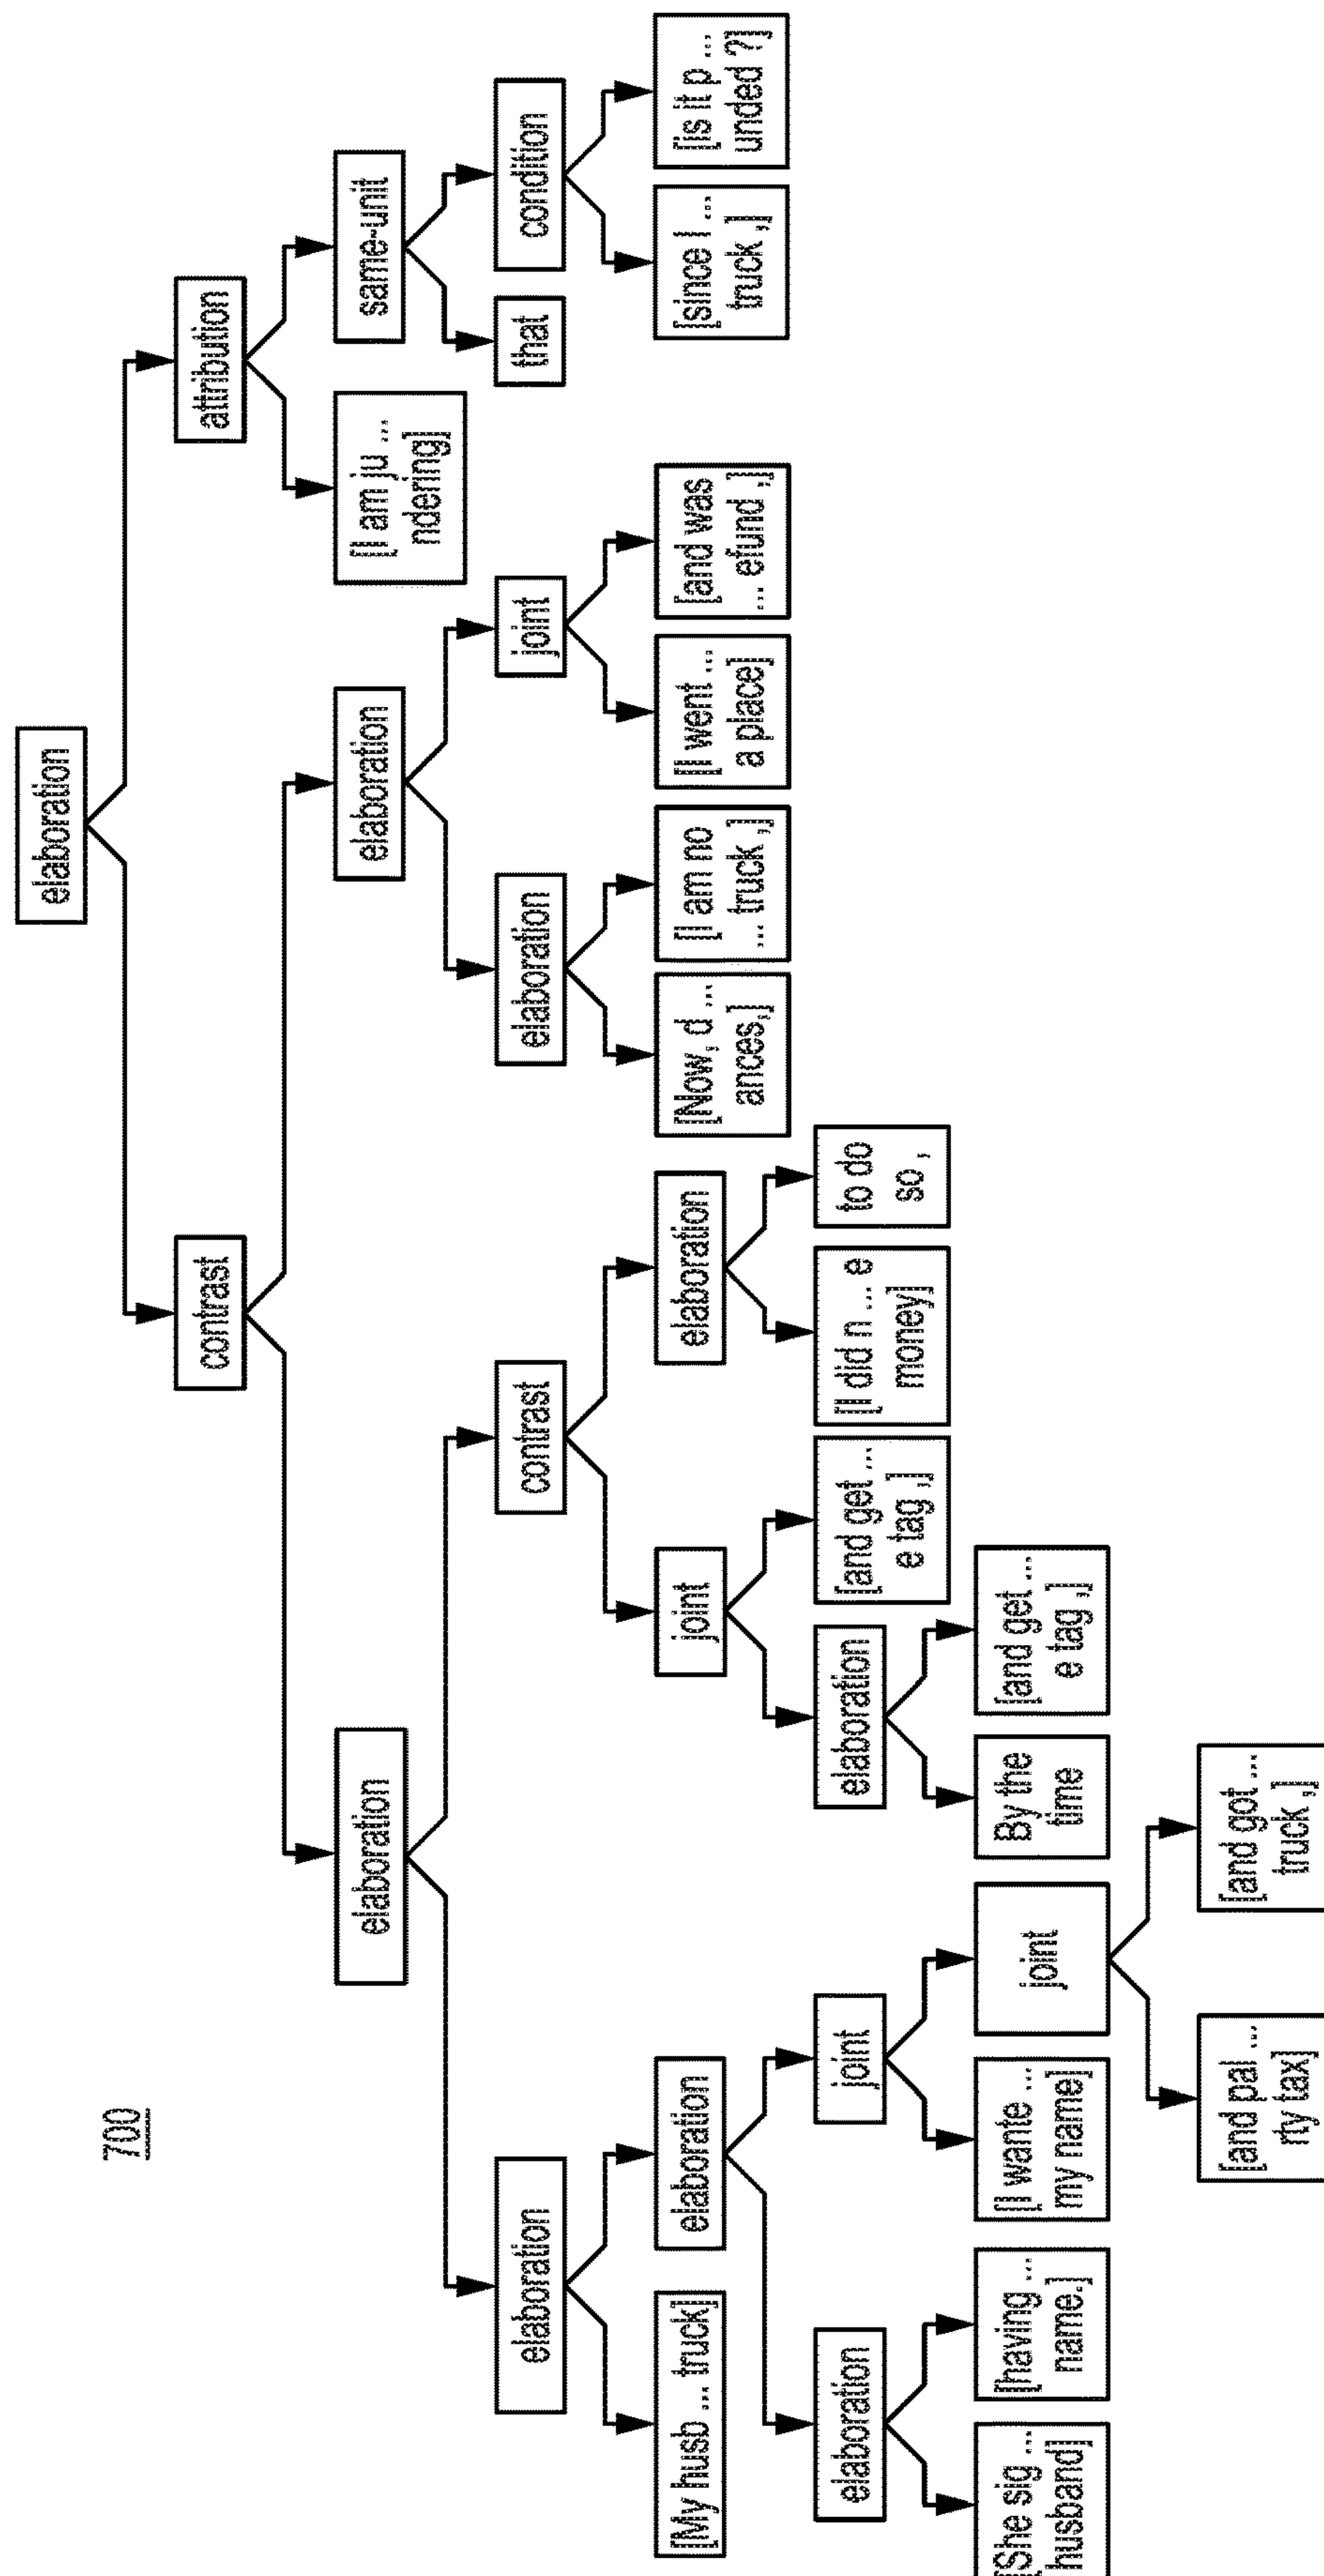 700
elaboration
contrast
attribution
elaboration
elaboration
[I am ju ...
ndering]
same-unit
elaboration
contrast
elaboration
joint
that
condition
[My husb ... truck]
elaboration
joint
elaboration
[Now, d ...
ances,]
[I am no
... truck ,]
[I went ...
a place]
[and was
... efund ,]
[since I ...
truck ,]
[is it p ...
unded ?]
elaboration
joint
elaboration
[and get ...
e tag ,]
[I did n ... e
money]
to do
so ,
[She sig ...
husband]
[having ...
name.]
[I wante ...
my name]
joint
By the
time
[and get ...
e tag ,]
[and pal ...
rty tax]
[and got ...
truck ,]